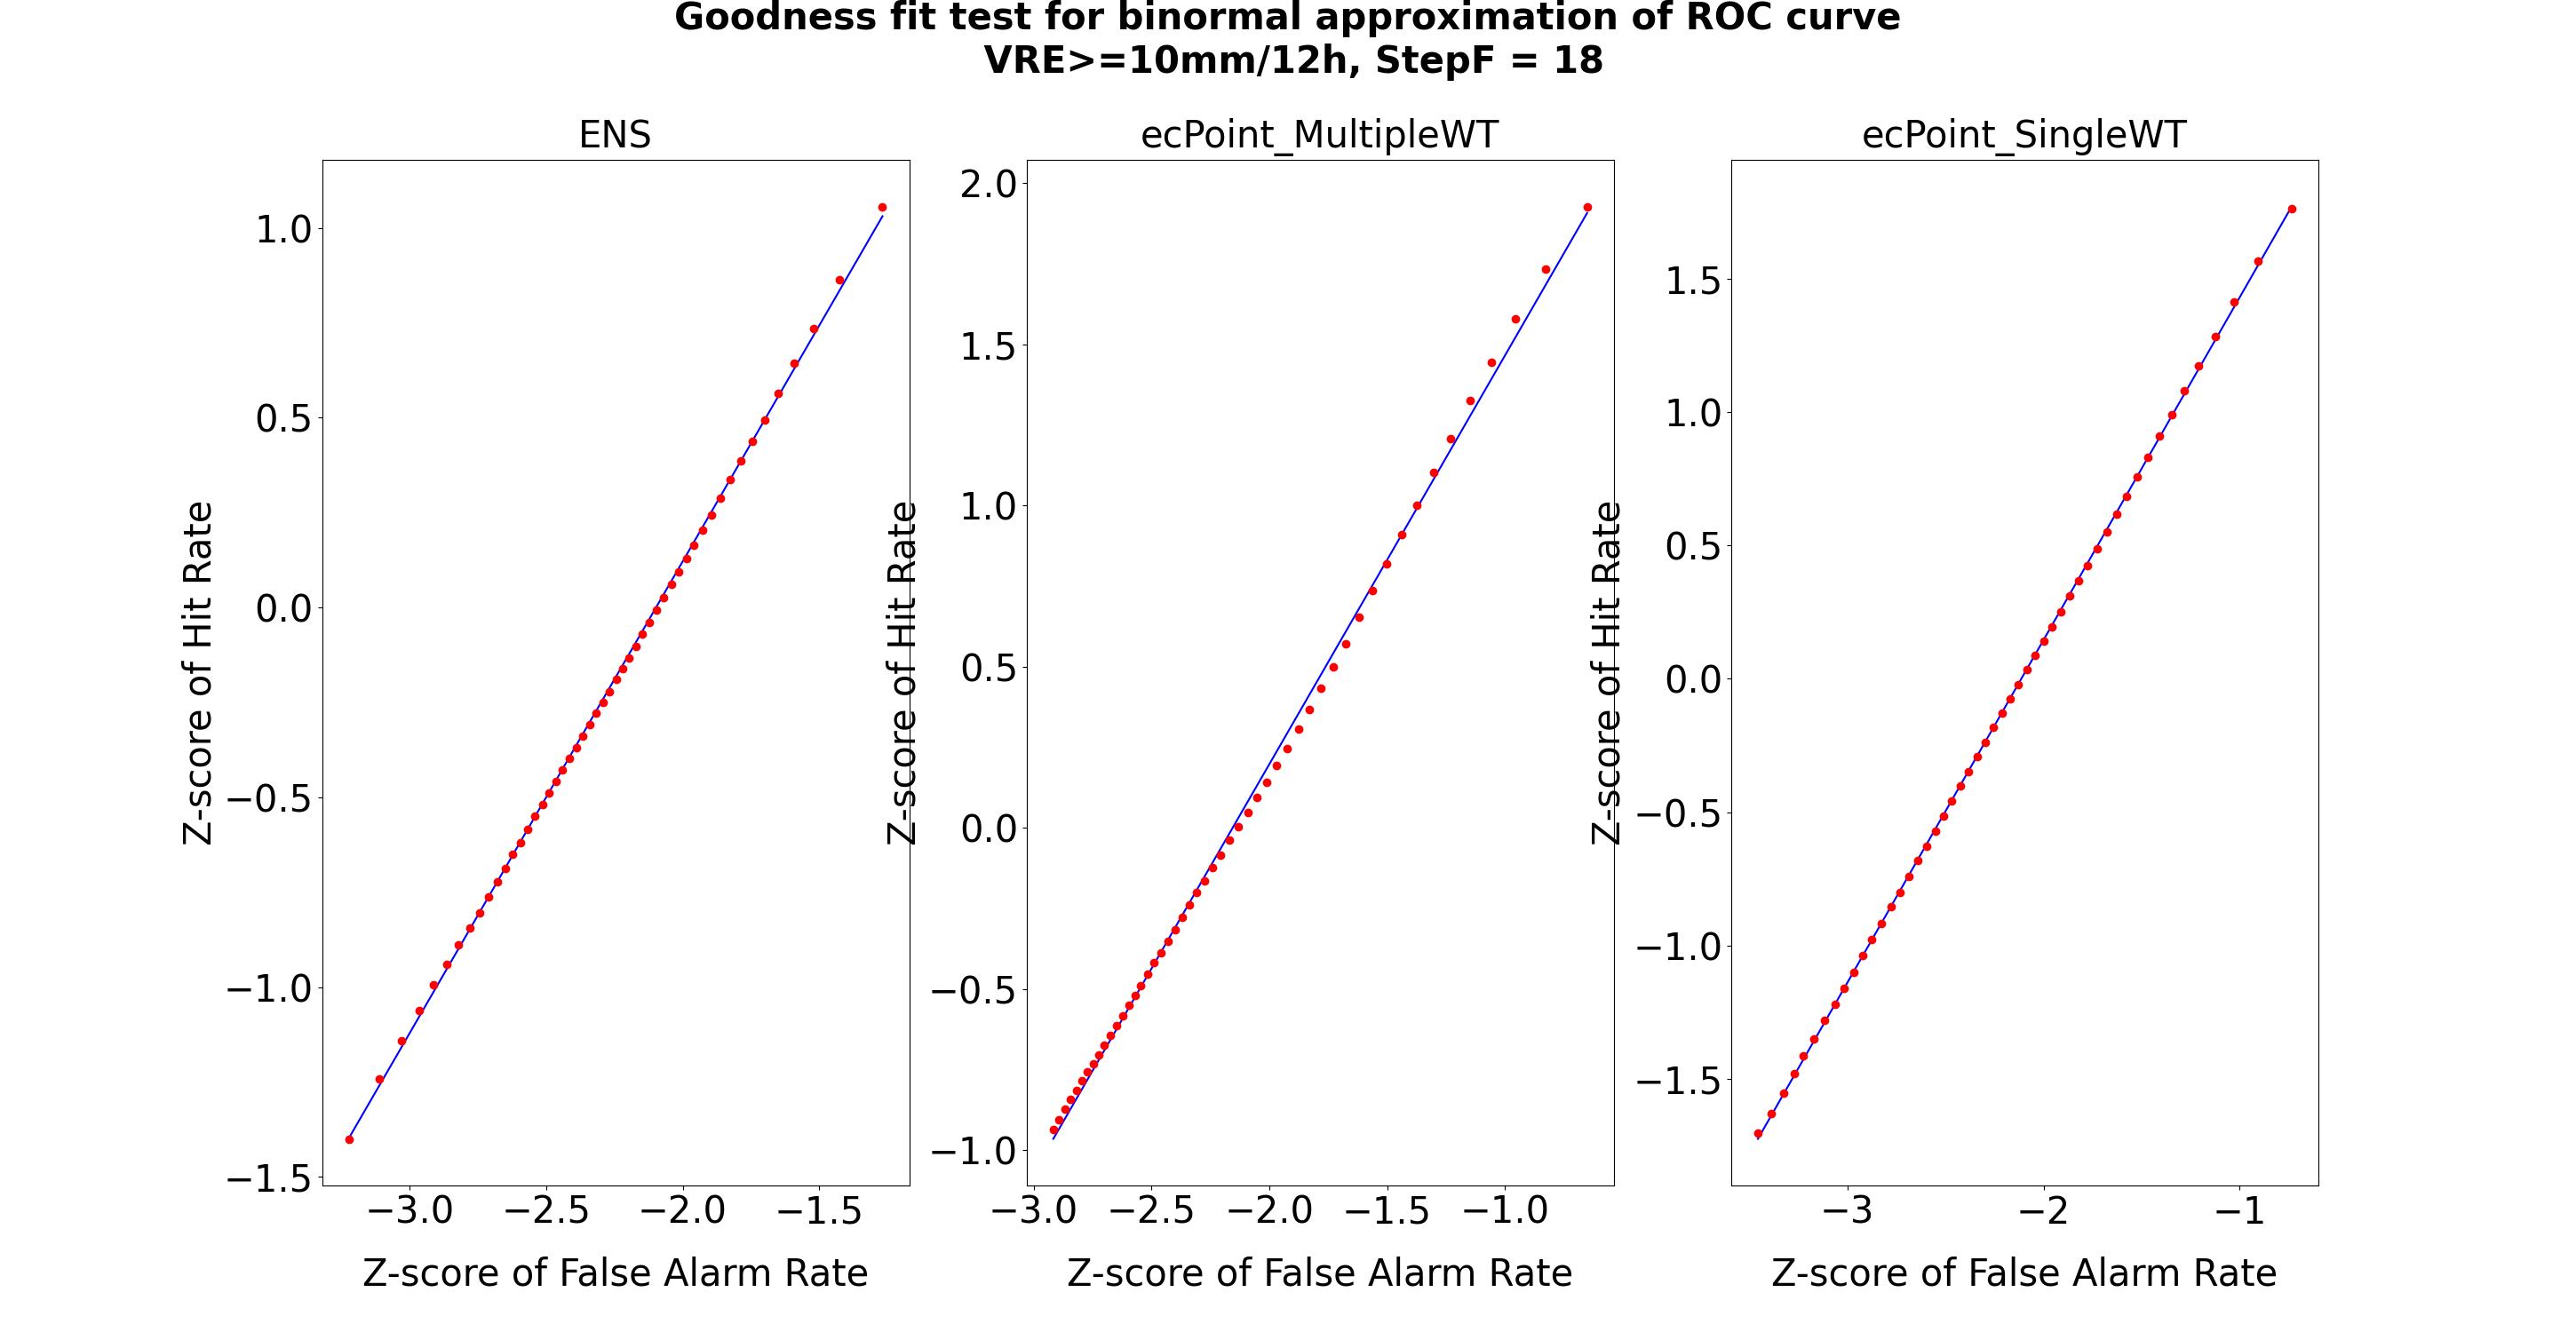 Goodness fit test for binormal approximation of ROC curve
VRE>=10mm/12h, StepF = 18
ENS
1.0
0.5
0.0
−0.5
−1.0
−1.5
Z-score of Hit Rate
−3.0 −2.5 −2.0 −1.5
Z-score of False Alarm Rate
ecPoint_MultipleWT
2.0
1.5
1.0
0.5
0.0
−0.5
−1.0
Z-score of Hit Rate
−3.0 −2.5 −2.0 −1.5 −1.0
Z-score of False Alarm Rate
ecPoint_SingleWT
1.5
1.0
0.5
0.0
−0.5
−1.0
−1.5
Z-score of Hit Rate
−3 −2 −1
Z-score of False Alarm Rate